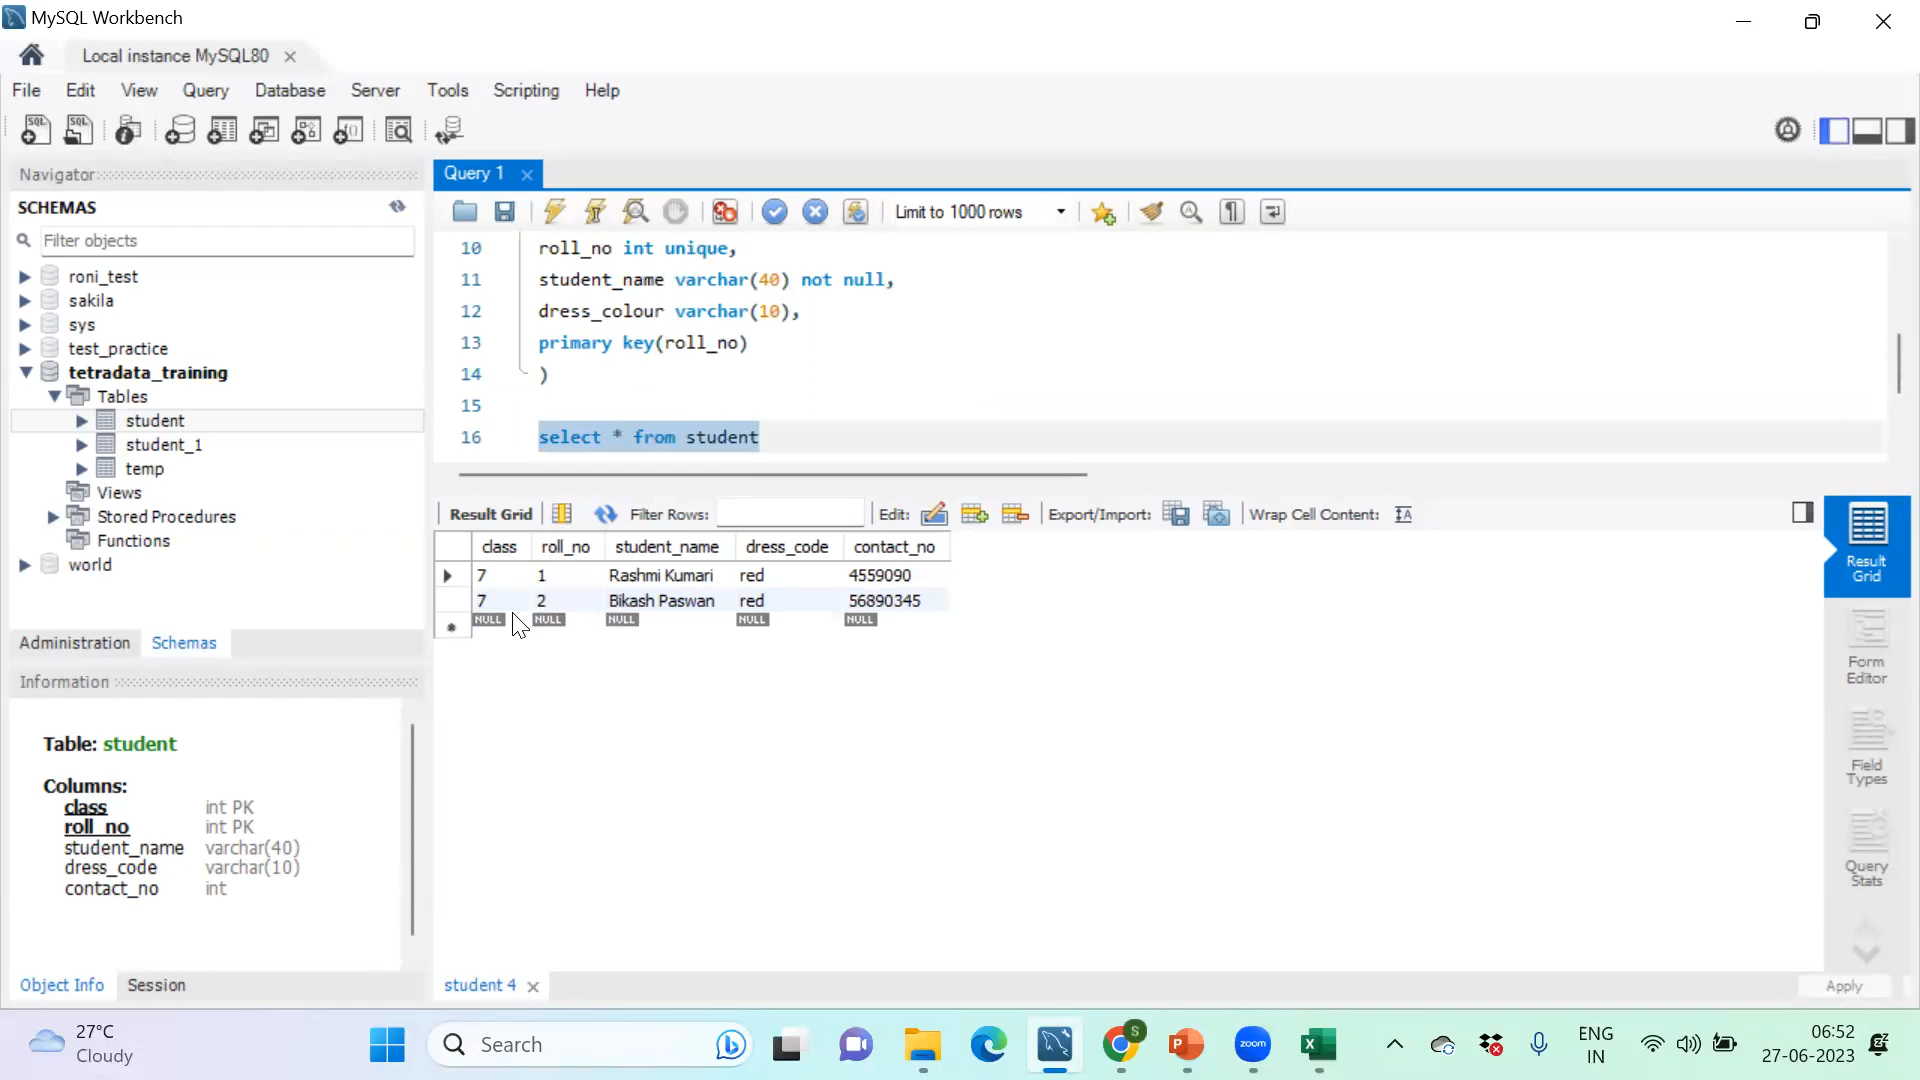 MySQL Workbench
Local instance MySQL80
File Edit View Query Database Server Tools Scripting Help
Navigator
SCHEMAS
Filter objects
roni_test
sakila
sys
test_practice
tetradata_training
Tables
student
student_1
temp
Views
Stored Procedures
Functions
world
Administration Schemas
Information
Table: student
Columns:
class int PK
roll_no int PK
student_name varchar(40)
dress_code varchar(10)
contact_no int
Object Info Session
Query 1
Limit to 1000 rows
10 roll_no int unique,
11 student_name varchar(40) not null,
12 dress_colour varchar(10),
13 primary key(roll_no)
14 )
15
16 select * from student
Result Grid Filter Rows: Edit: Export/Import: Wrap Cell Content:
class roll_no student_name dress_code contact_no
7 1 Rashmi Kumari red 4559090
7 2 Bikash Paswan red 56890345
NULL NULL NULL NULL NULL
Result
Grid
Form
Editor
Field
Types
Query
Stats
student 4
Apply
27°C
Cloudy
Search
S
zoom
ENG
IN
06:52
27-06-2023